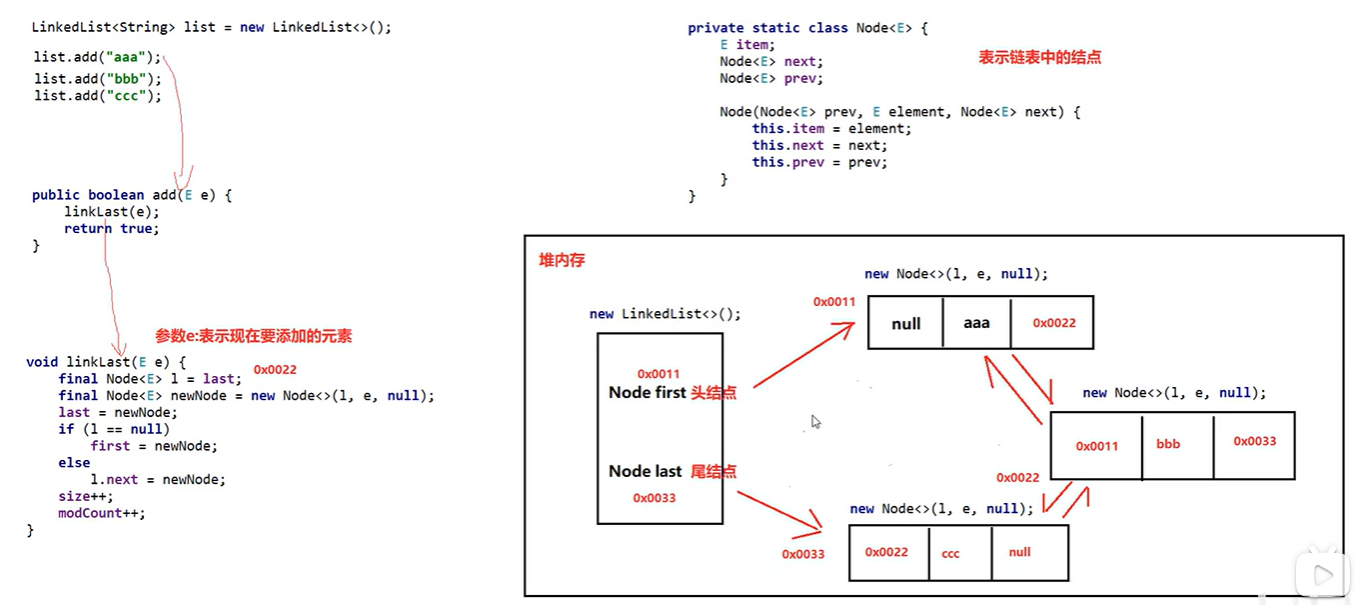 LinkedList<String> list = new LinkedList<>();
list.add("aaa");
list.add("bbb");
list.add("ccc");
public boolean add(E e) {
linkLast(e);
return true;
}
参数e:表示现在要添加的元素
void linkLast(E e) {
0x0022
final Node<E> l = last;
final Node<E> newNode = new Node<>(l, e, null);
last = newNode;
if (l == null)
first = newNode;
else
l.next = newNode;
size++;
modCount++;
}
private static class Node<E> {
E item;
Node<E> next;
Node<E> prev;
表示链表中的结点
Node(Node<E> prev, E element, Node<E> next) {
this.item = element;
this.next = next;
this.prev = prev;
}
}
堆内存
new LinkedList<>();
0x0011
Node first 头结点
Node last 尾结点
0x0033
new Node<>(l, e, null);
0x0011
null aaa 0x0022
new Node<>(l, e, null);
0x0011 bbb 0x0033
0x0022
new Node<>(l, e, null);
0x0033
0x0022 ccc null